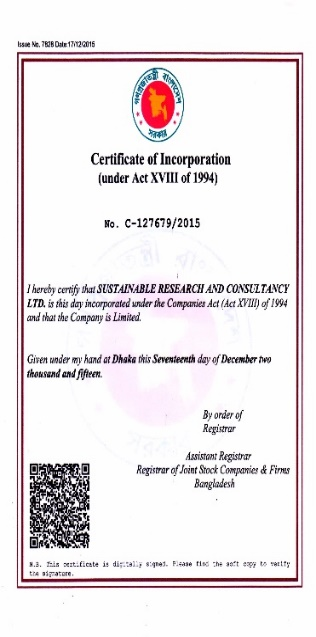 Issue No. 7828 Date:17/12/2015
গণপ্রজাতন্ত্রী বাংলাদেশ
সরকার
Certificate of Incorporation
(under Act XVIII of 1994)
No. C-127679/2015
I hereby certify that SUSTAINABLE RESEARCH AND CONSULTANCY
LTD. is this day incorporated under the Companies Act (Act XVIII) of 1994
and that the Company is Limited.
Given under my hand at Dhaka this Seventeenth day of December two
thousand and fifteen.
By order of
Registrar
Assistant Registrar
Registrar of Joint Stock Companies & Firms
Bangladesh
N.B. This certificate is digitally signed. Please find the soft copy to verify
the signature.